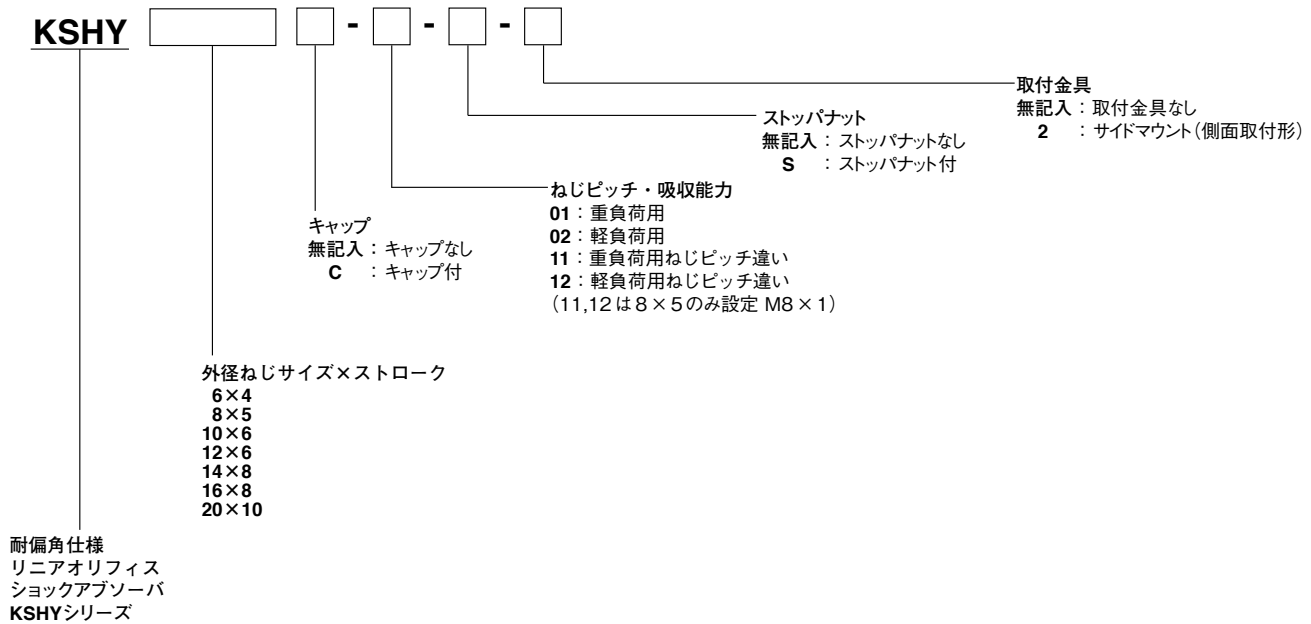 KSHY - - -
取付金具
無記入：取付金具なし
2 ：サイドマウント（側面取付形）
ストッパナット
無記入：ストッパナットなし
S ：ストッパナット付
ねじピッチ・吸収能力
01：重負荷用
02：軽負荷用
11：重負荷用ねじピッチ違い
12：軽負荷用ねじピッチ違い
（11,12は8×5のみ設定 M8×1）
キャップ
無記入：キャップなし
C ：キャップ付
外径ねじサイズ×ストローク
6×4
8×5
10×6
12×6
14×8
16×8
20×10
耐偏角仕様
リニアオリフィス
ショックアブソーバ
KSHYシリーズ